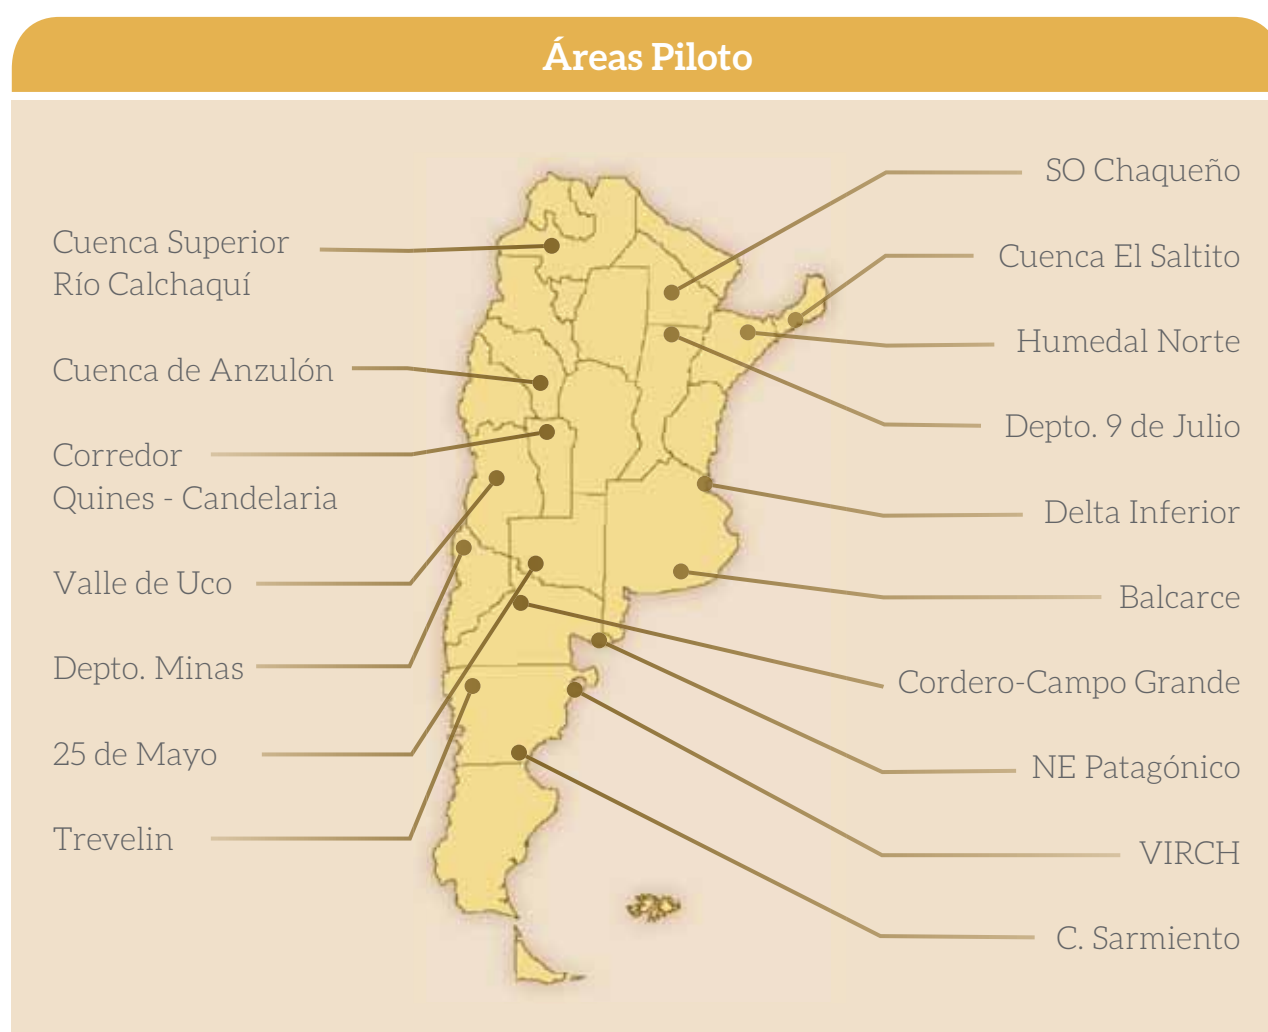 Áreas Piloto
Cuenca Superior
Río Calchaquí
Cuenca de Anzulón
Corredor
Quines - Candelaria
Valle de Uco
Depto. Minas
25 de Mayo
Trevelin
SO Chaqueño
Cuenca El Saltito
Humedal Norte
Depto. 9 de Julio
Delta Inferior
Balcarce
Cordero-Campo Grande
NE Patagónico
VIRCH
C. Sarmiento